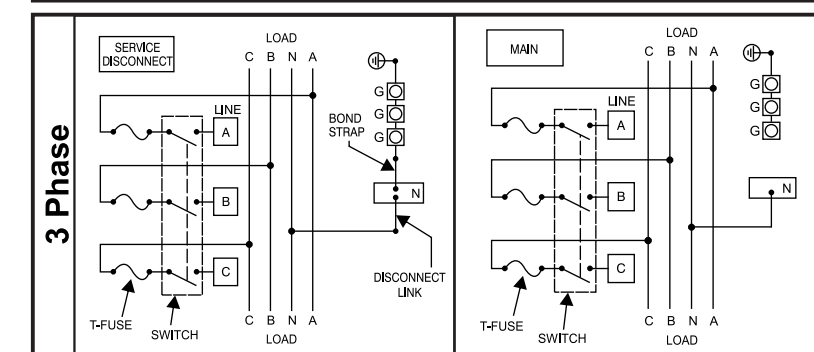 3 Phase
SERVICE
DISCONNECT
LOAD
C B N A
LINE
A
B
C
G
G
G
BOND
STRAP
N
DISCONNECT
LINK
T-FUSE
SWITCH
C B N A
LOAD
MAIN
LOAD
C B N A
LINE
A
B
C
G
G
G
N
T-FUSE
SWITCH
C B N A
LOAD